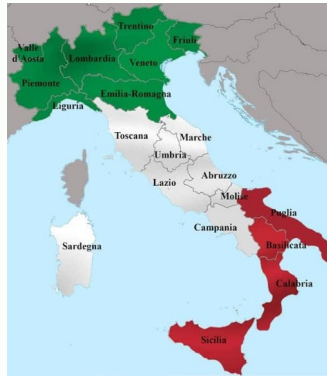 Trentino
Friuli
Valle
d'Aosta
Lombardia
Veneto
Piemonte
Emilia-Romagna
Liguria
Toscana
Marche
Umbria
Abruzzo
Lazio
Molise
Puglia
Campania
Basilicata
Sardegna
Calabria
Sicilia